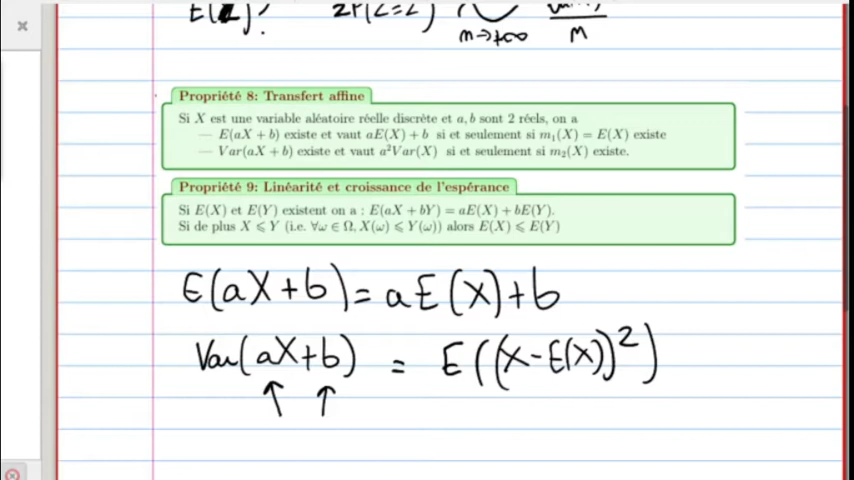 Propriété 8: Transfert affine
Si X est une variable aléatoire réelle discrète et a, b sont 2 réels, on a
— E(aX + b) existe et vaut aE(X) + b si et seulement si m₁(X) = E(X) existe
— Var(aX + b) existe et vaut a²Var(X) si et seulement si m₂(X) existe.
Propriété 9: Linéarité et croissance de l'espérance
Si E(X) et E(Y) existent on a : E(aX + bY) = aE(X) + bE(Y).
Si de plus X ⩽ Y (i.e. ∀ω ∈ Ω, X(ω) ⩽ Y(ω)) alors E(X) ⩽ E(Y)
E(aX+b) = aE(X)+b
Var(aX+b) = E((X-E(X))²)
↑ ↑